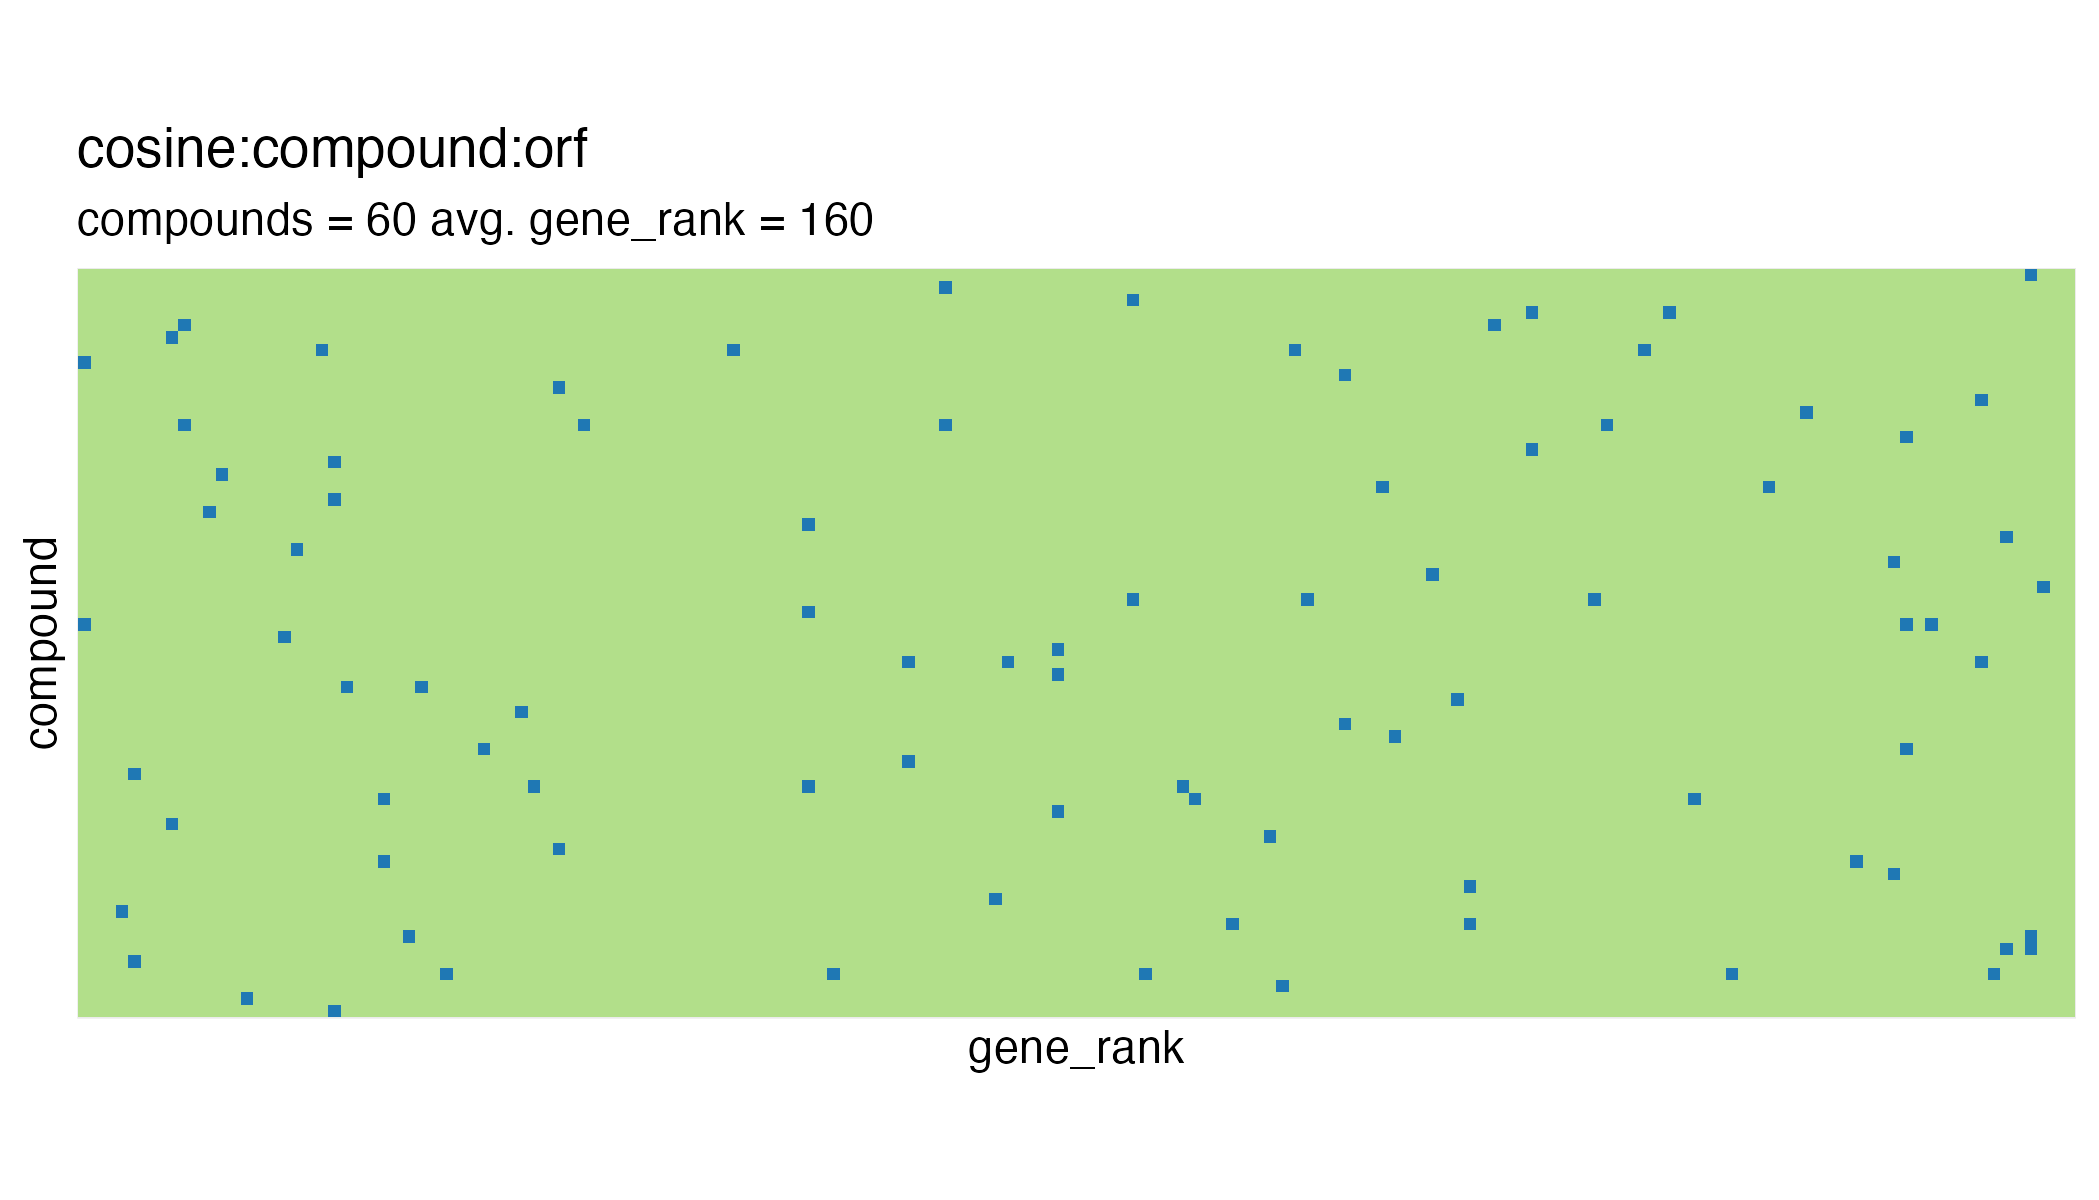 cosine:compound:orf
compounds = 60 avg. gene_rank = 160
compound
gene_rank